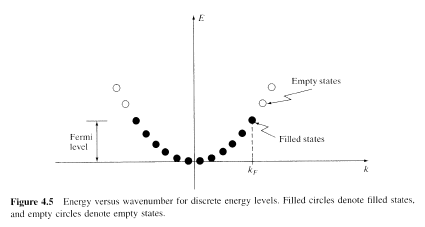 E
Empty states
Fermi
level
Filled states
k_F
k
Figure 4.5 Energy versus wavenumber for discrete energy levels. Filled circles denote filled states,
and empty circles denote empty states.